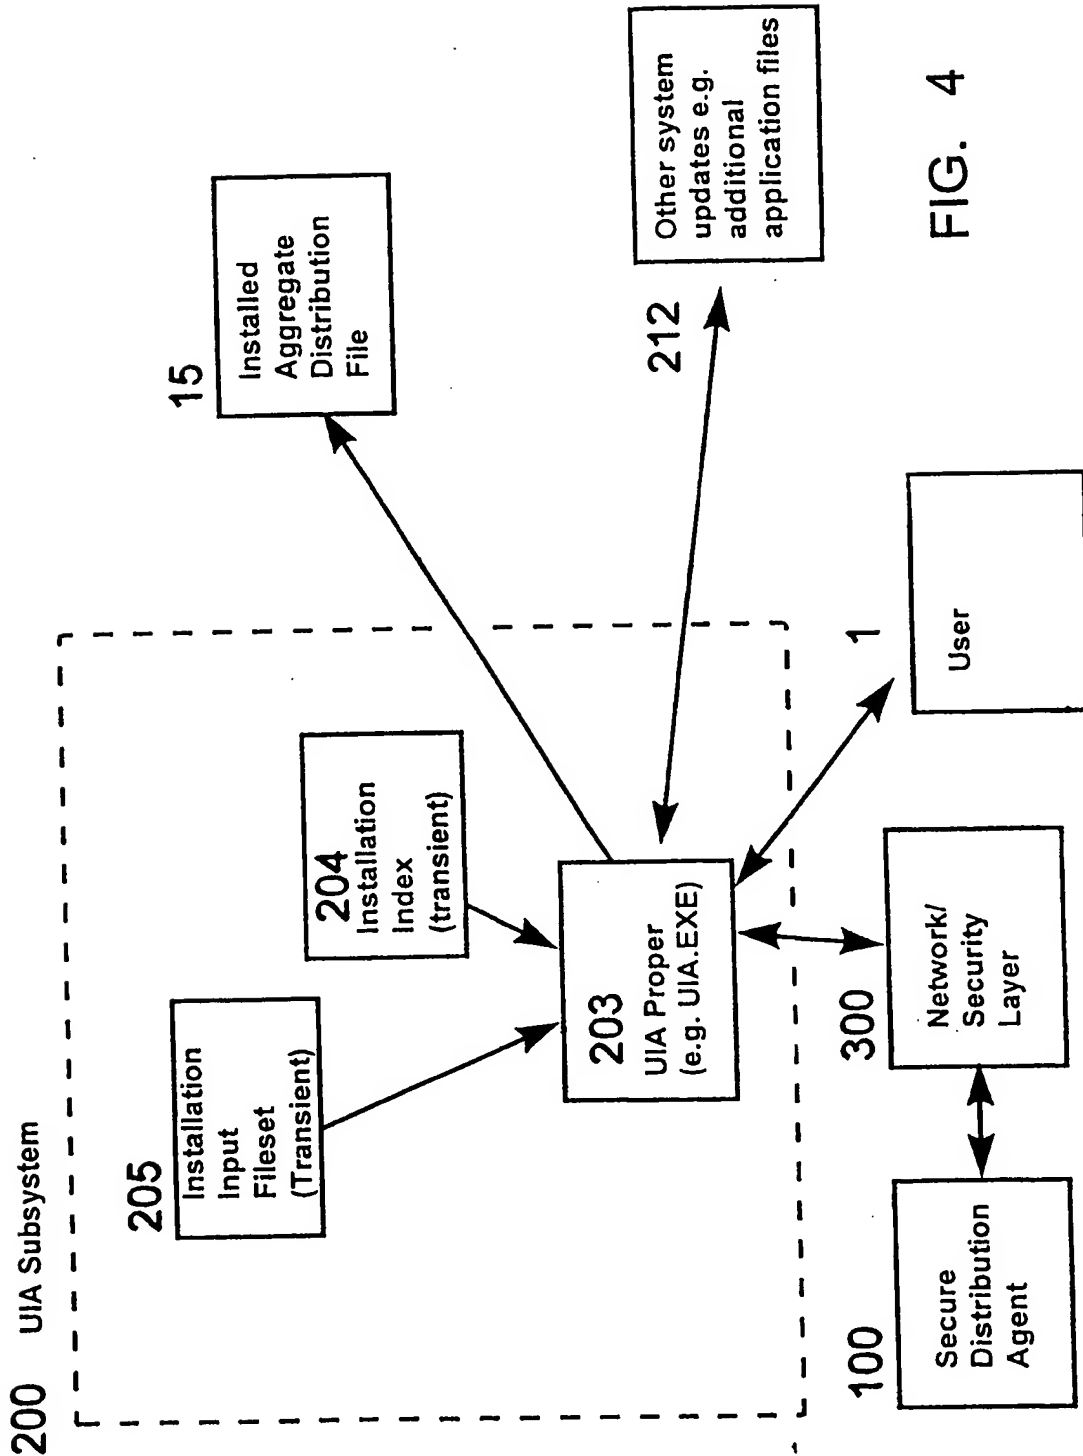 200 UIA Subsystem
205
Installation
Input
Fileset
(Transient)
204
Installation
Index
(transient)
203
UIA Proper
(e.g. UIA.EXE)
15
Installed
Aggregate
Distribution
File
212
Other system
updates e.g.
additional
application files
100
Secure
Distribution
Agent
300
Network/
Security
Layer
1
User
FIG. 4